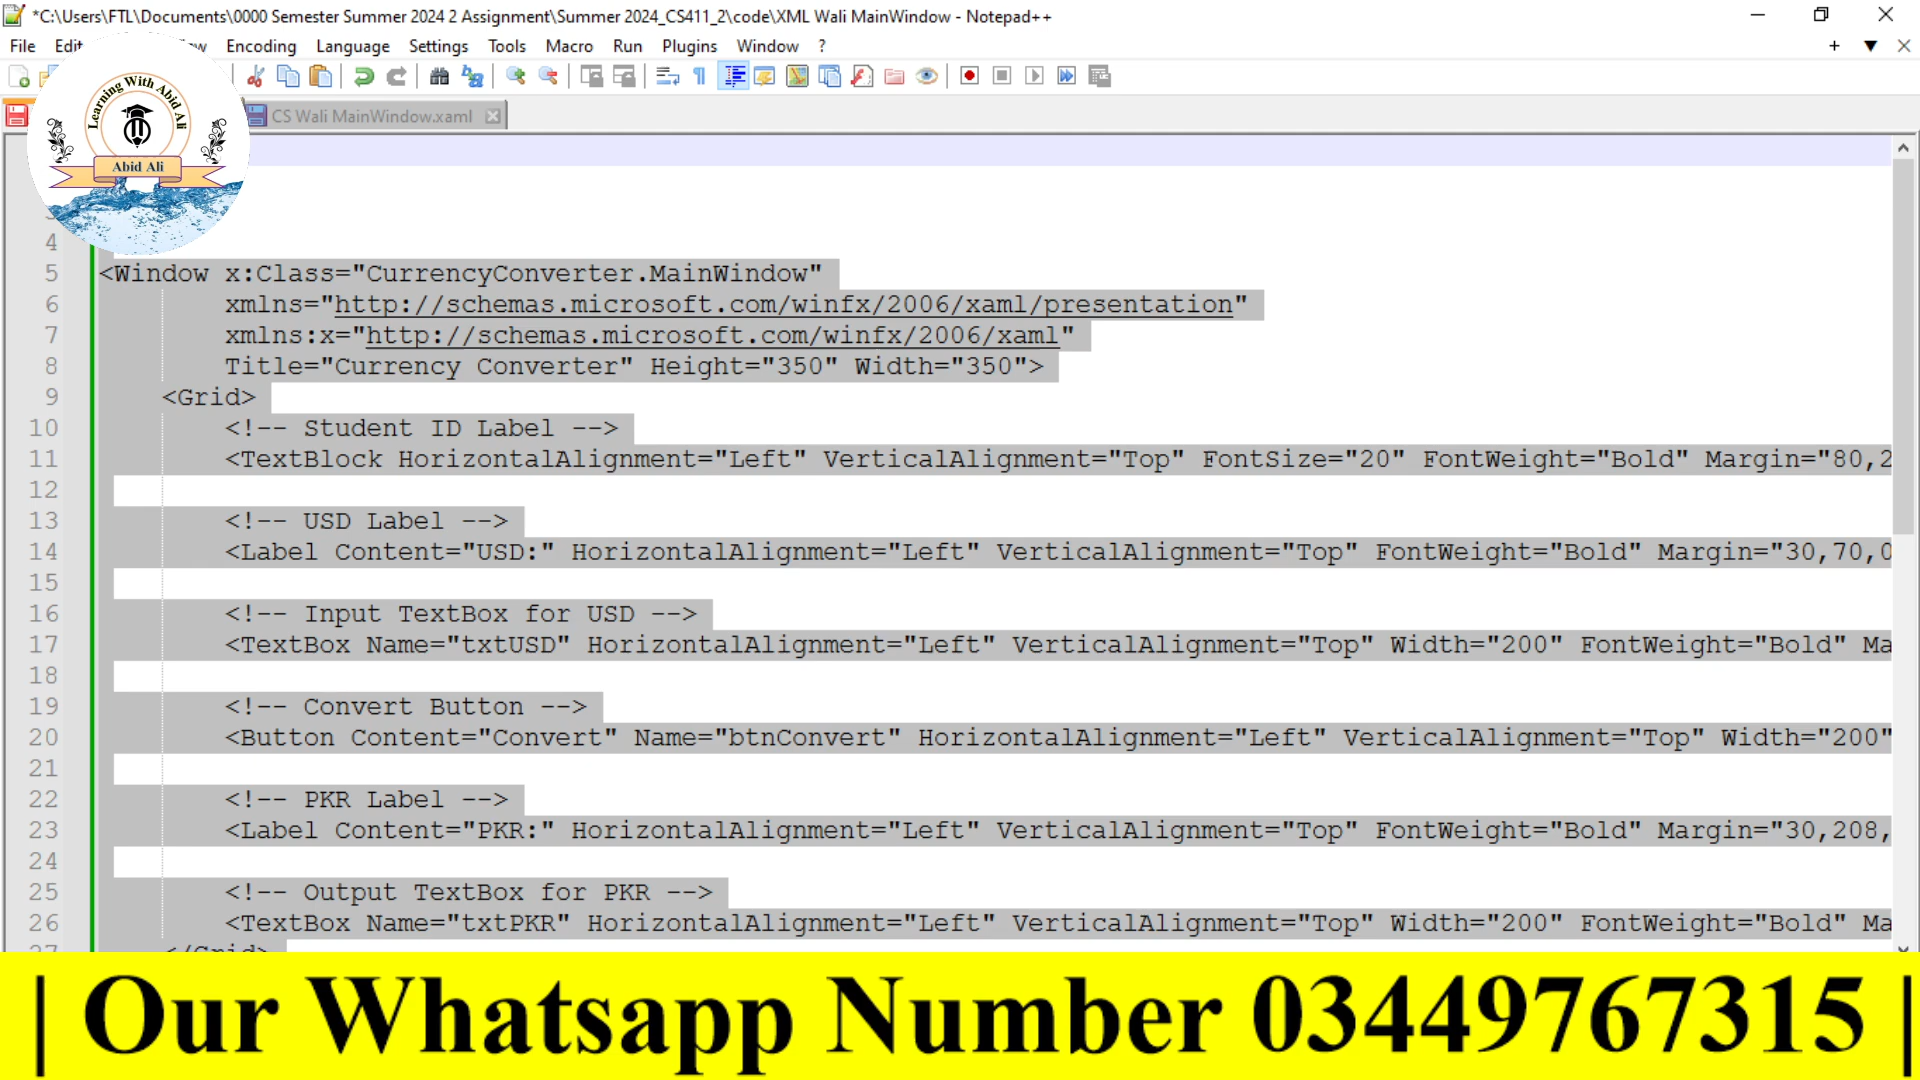 *C:\Users\FTL\Documents\0000 Semester Summer 2024 2 Assignment\Summer 2024_CS411_2\code\XML Wali MainWindow - Notepad++
File Edit Encoding Language Settings Tools Macro Run Plugins Window ?
CS Wali MainWindow.xaml
Learning With Abid Ali
Abid Ali
4
5 <Window x:Class="CurrencyConverter.MainWindow"
6 xmlns="http://schemas.microsoft.com/winfx/2006/xaml/presentation"
7 xmlns:x="http://schemas.microsoft.com/winfx/2006/xaml"
8 Title="Currency Converter" Height="350" Width="350">
9 <Grid>
10 <!-- Student ID Label -->
11 <TextBlock HorizontalAlignment="Left" VerticalAlignment="Top" FontSize="20" FontWeight="Bold" Margin="80,2
12
13 <!-- USD Label -->
14 <Label Content="USD:" HorizontalAlignment="Left" VerticalAlignment="Top" FontWeight="Bold" Margin="30,70,0
15
16 <!-- Input TextBox for USD -->
17 <TextBox Name="txtUSD" HorizontalAlignment="Left" VerticalAlignment="Top" Width="200" FontWeight="Bold" Ma
18
19 <!-- Convert Button -->
20 <Button Content="Convert" Name="btnConvert" HorizontalAlignment="Left" VerticalAlignment="Top" Width="200"
21
22 <!-- PKR Label -->
23 <Label Content="PKR:" HorizontalAlignment="Left" VerticalAlignment="Top" FontWeight="Bold" Margin="30,208,
24
25 <!-- Output TextBox for PKR -->
26 <TextBox Name="txtPKR" HorizontalAlignment="Left" VerticalAlignment="Top" Width="200" FontWeight="Bold" Ma
27 </Grid>
| Our Whatsapp Number 03449767315 |